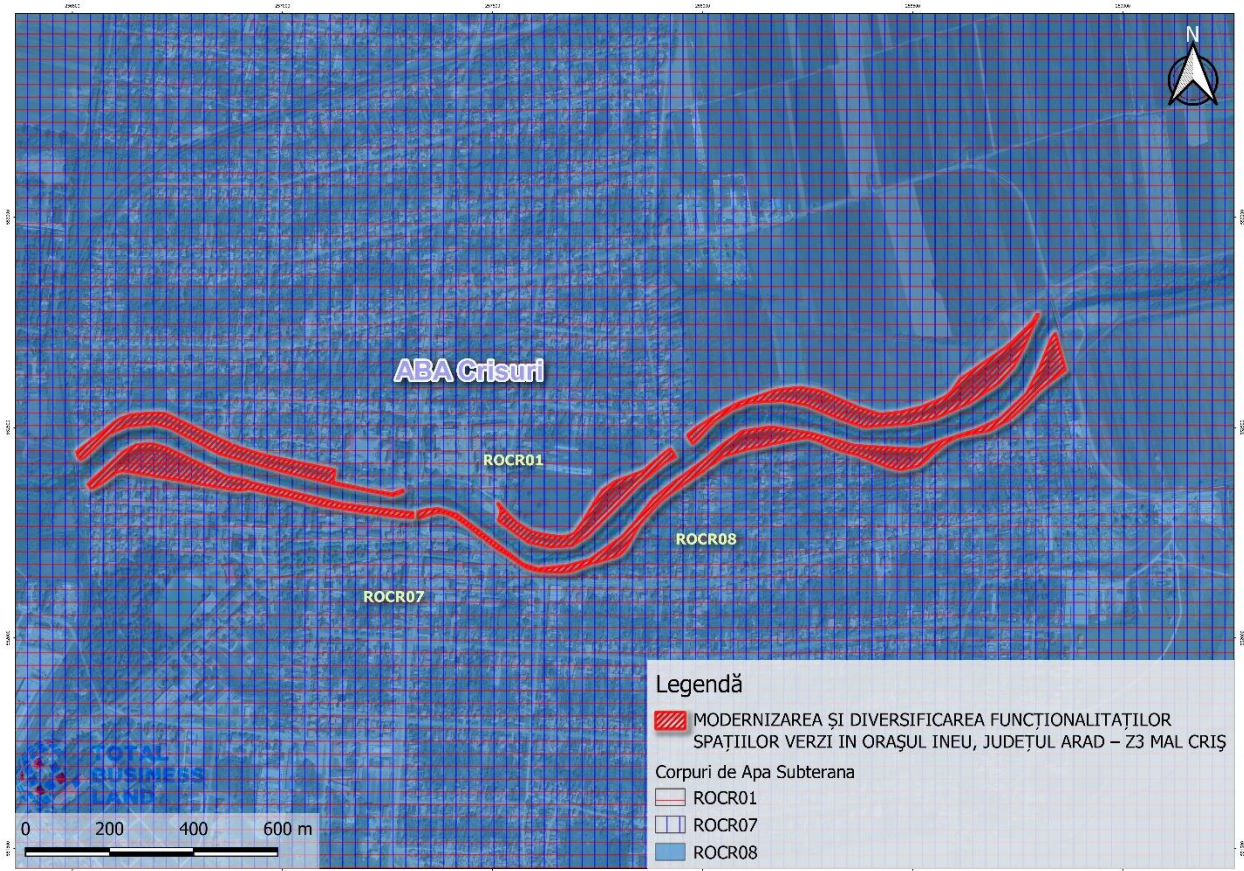 N
ABA Crisuri
ROCR01
ROCR08
ROCR07
Legendă
MODERNIZAREA ȘI DIVERSIFICAREA FUNCȚIONALITAȚILOR
SPAȚIILOR VERZI IN ORAȘUL INEU, JUDEȚUL ARAD – Z3 MAL CRIȘ
Corpuri de Apa Subterana
ROCR01
ROCR07
ROCR08
TOTAL
BUSINESS
LAND
0 200 400 600 m